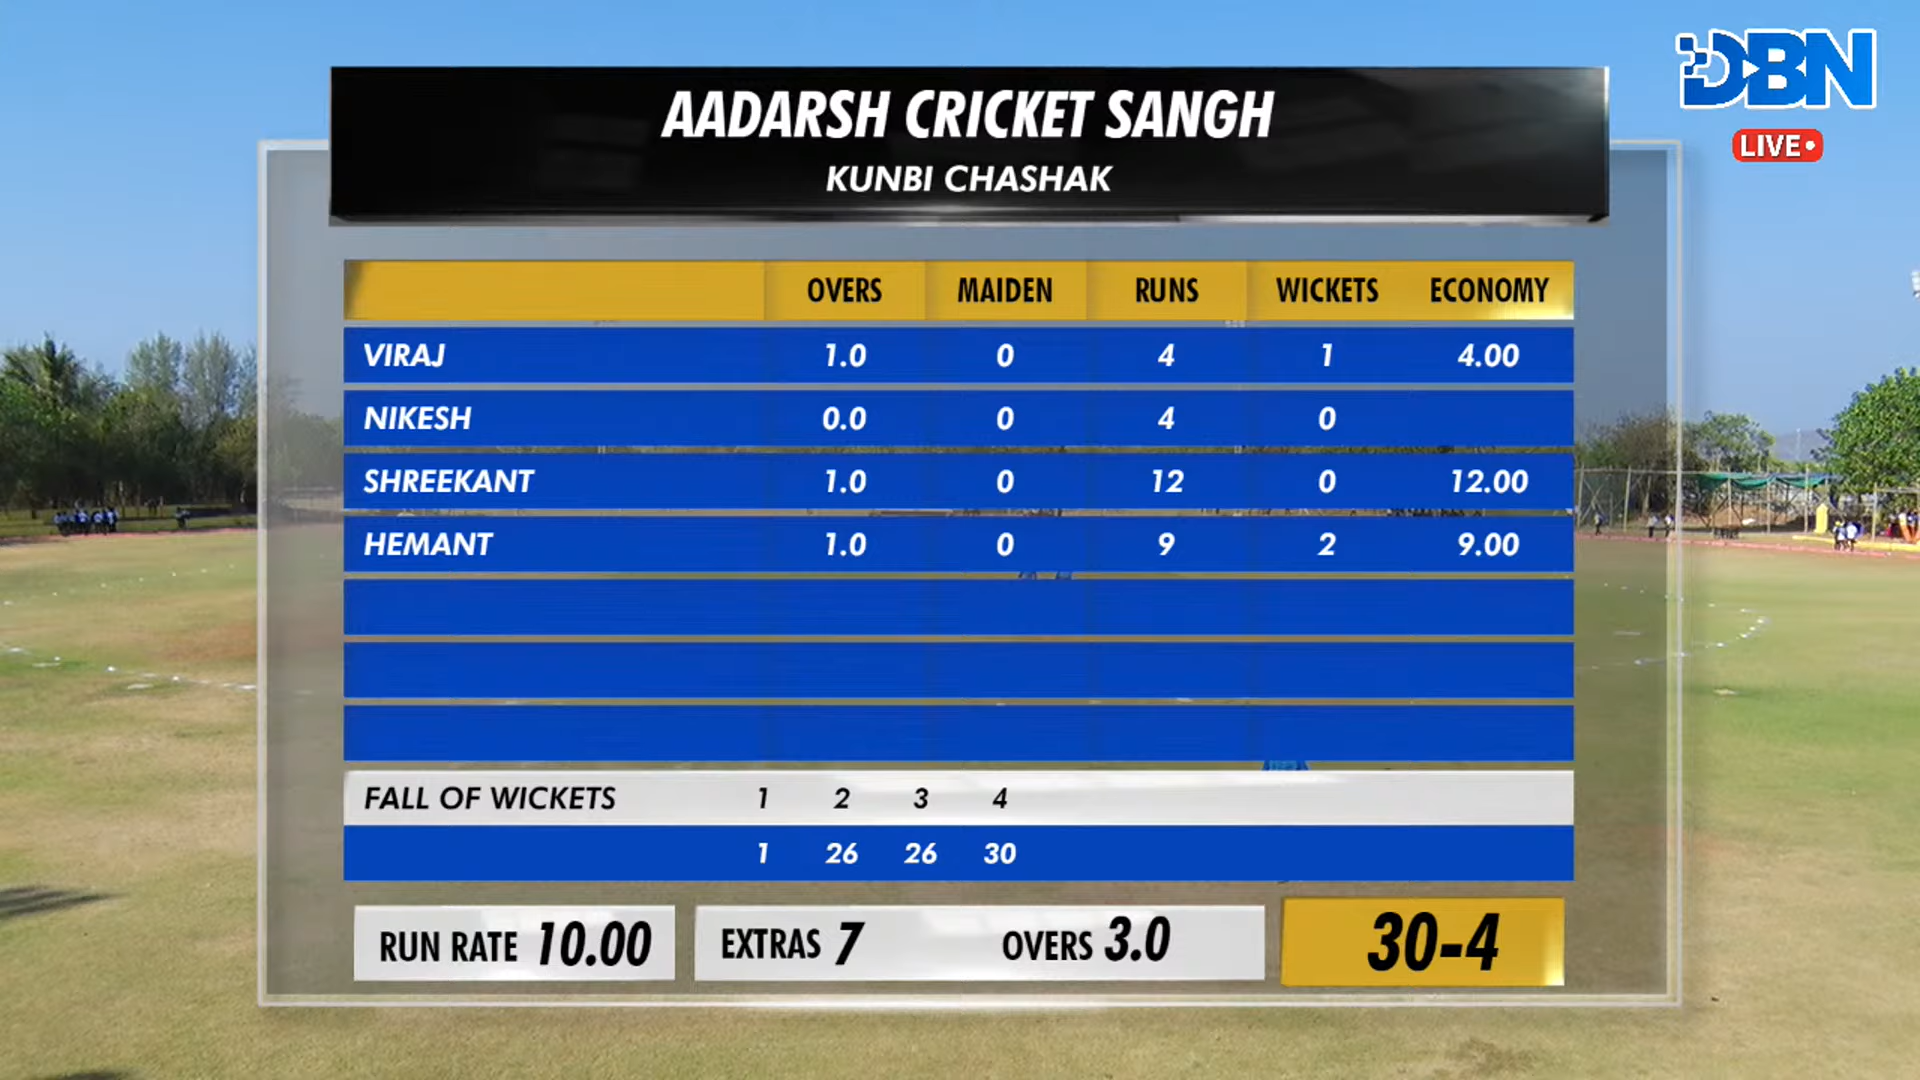 DBN
LIVE
AADARSH CRICKET SANGH
KUNBI CHASHAK
OVERS MAIDEN RUNS WICKETS ECONOMY
VIRAJ 1.0 0 4 1 4.00
NIKESH 0.0 0 4 0
SHREEKANT 1.0 0 12 0 12.00
HEMANT 1.0 0 9 2 9.00
FALL OF WICKETS 1 2 3 4
1 26 26 30
RUN RATE 10.00 EXTRAS 7 OVERS 3.0 30-4